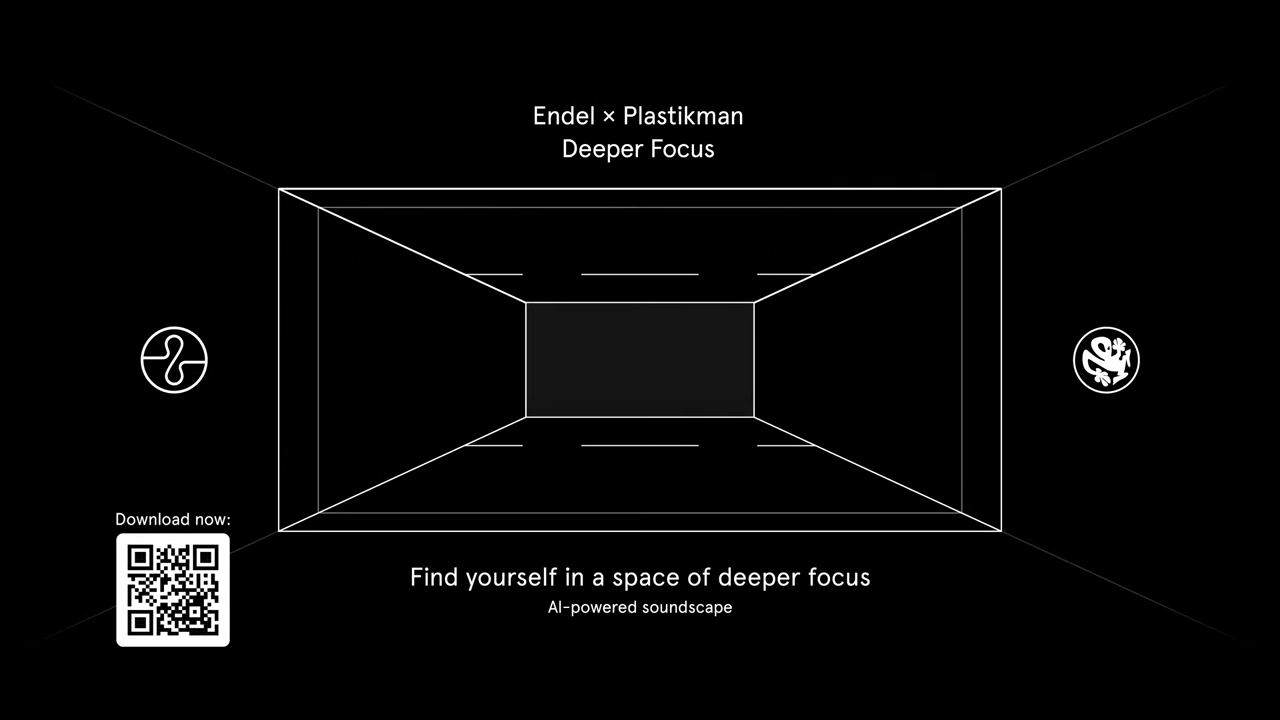 Endel × Plastikman
Deeper Focus
Download now:
Find yourself in a space of deeper focus
AI-powered soundscape